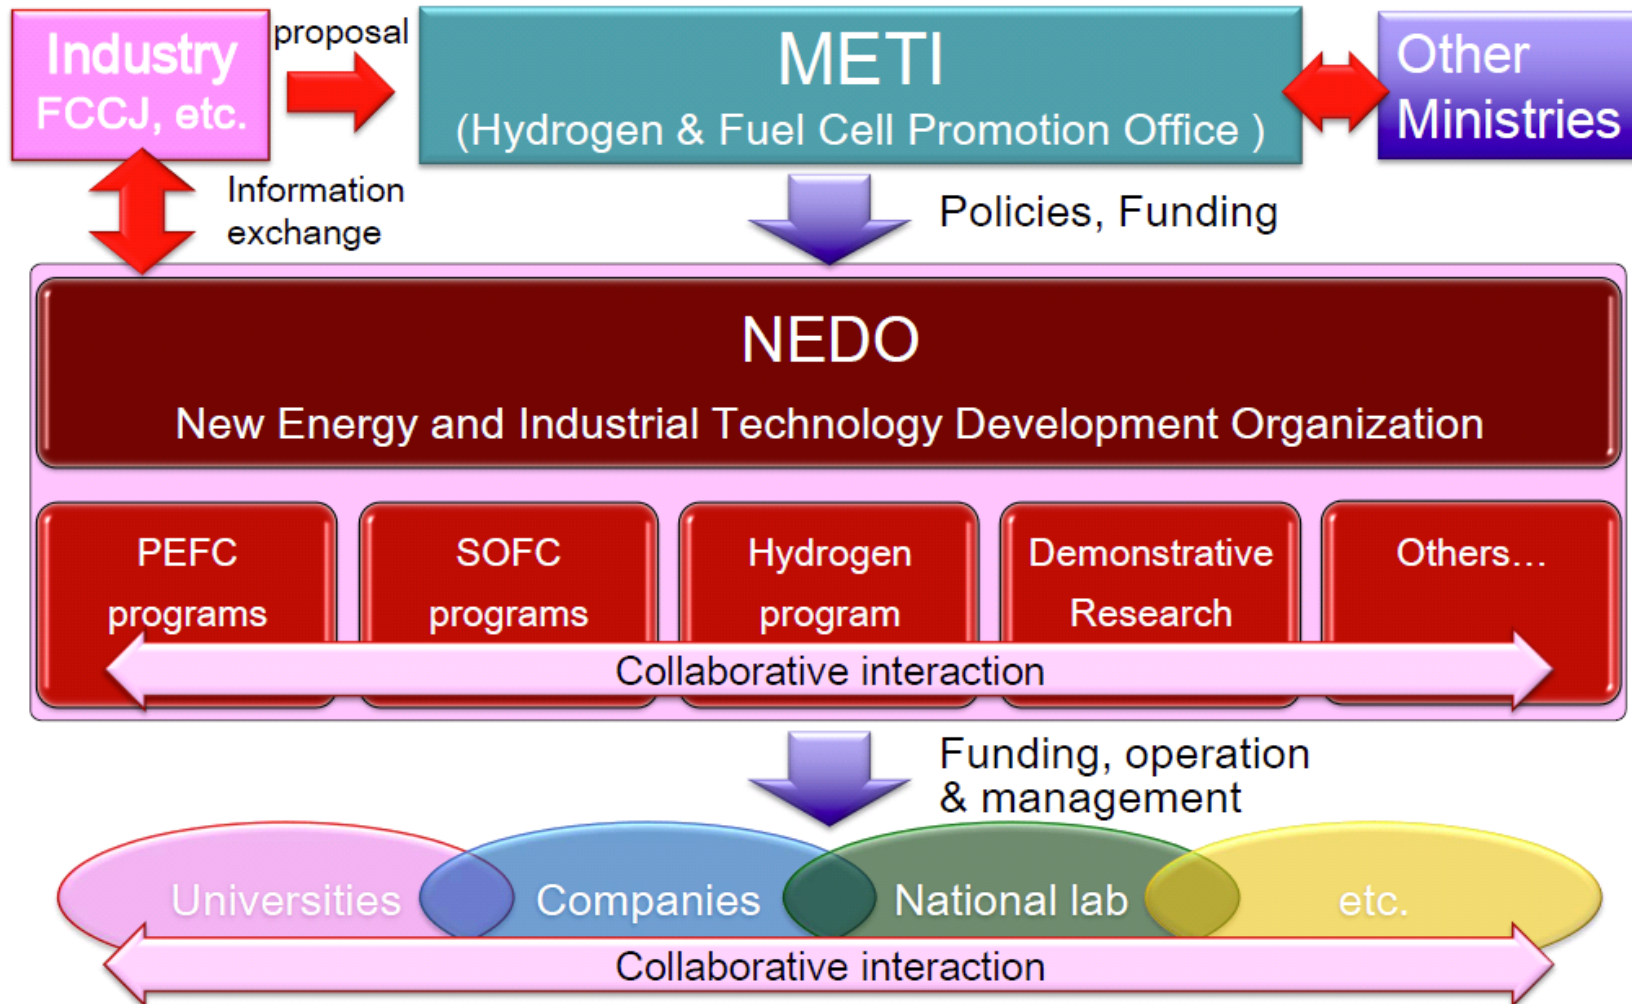 Industry
FCCJ, etc.
proposal
METI
(Hydrogen & Fuel Cell Promotion Office )
Other
Ministries
Information
exchange
Policies, Funding
NEDO
New Energy and Industrial Technology Development Organization
PEFC
programs
SOFC
programs
Hydrogen
program
Demonstrative
Research
Others…
Collaborative interaction
Funding, operation
& management
Universities
Companies
National lab
etc.
Collaborative interaction